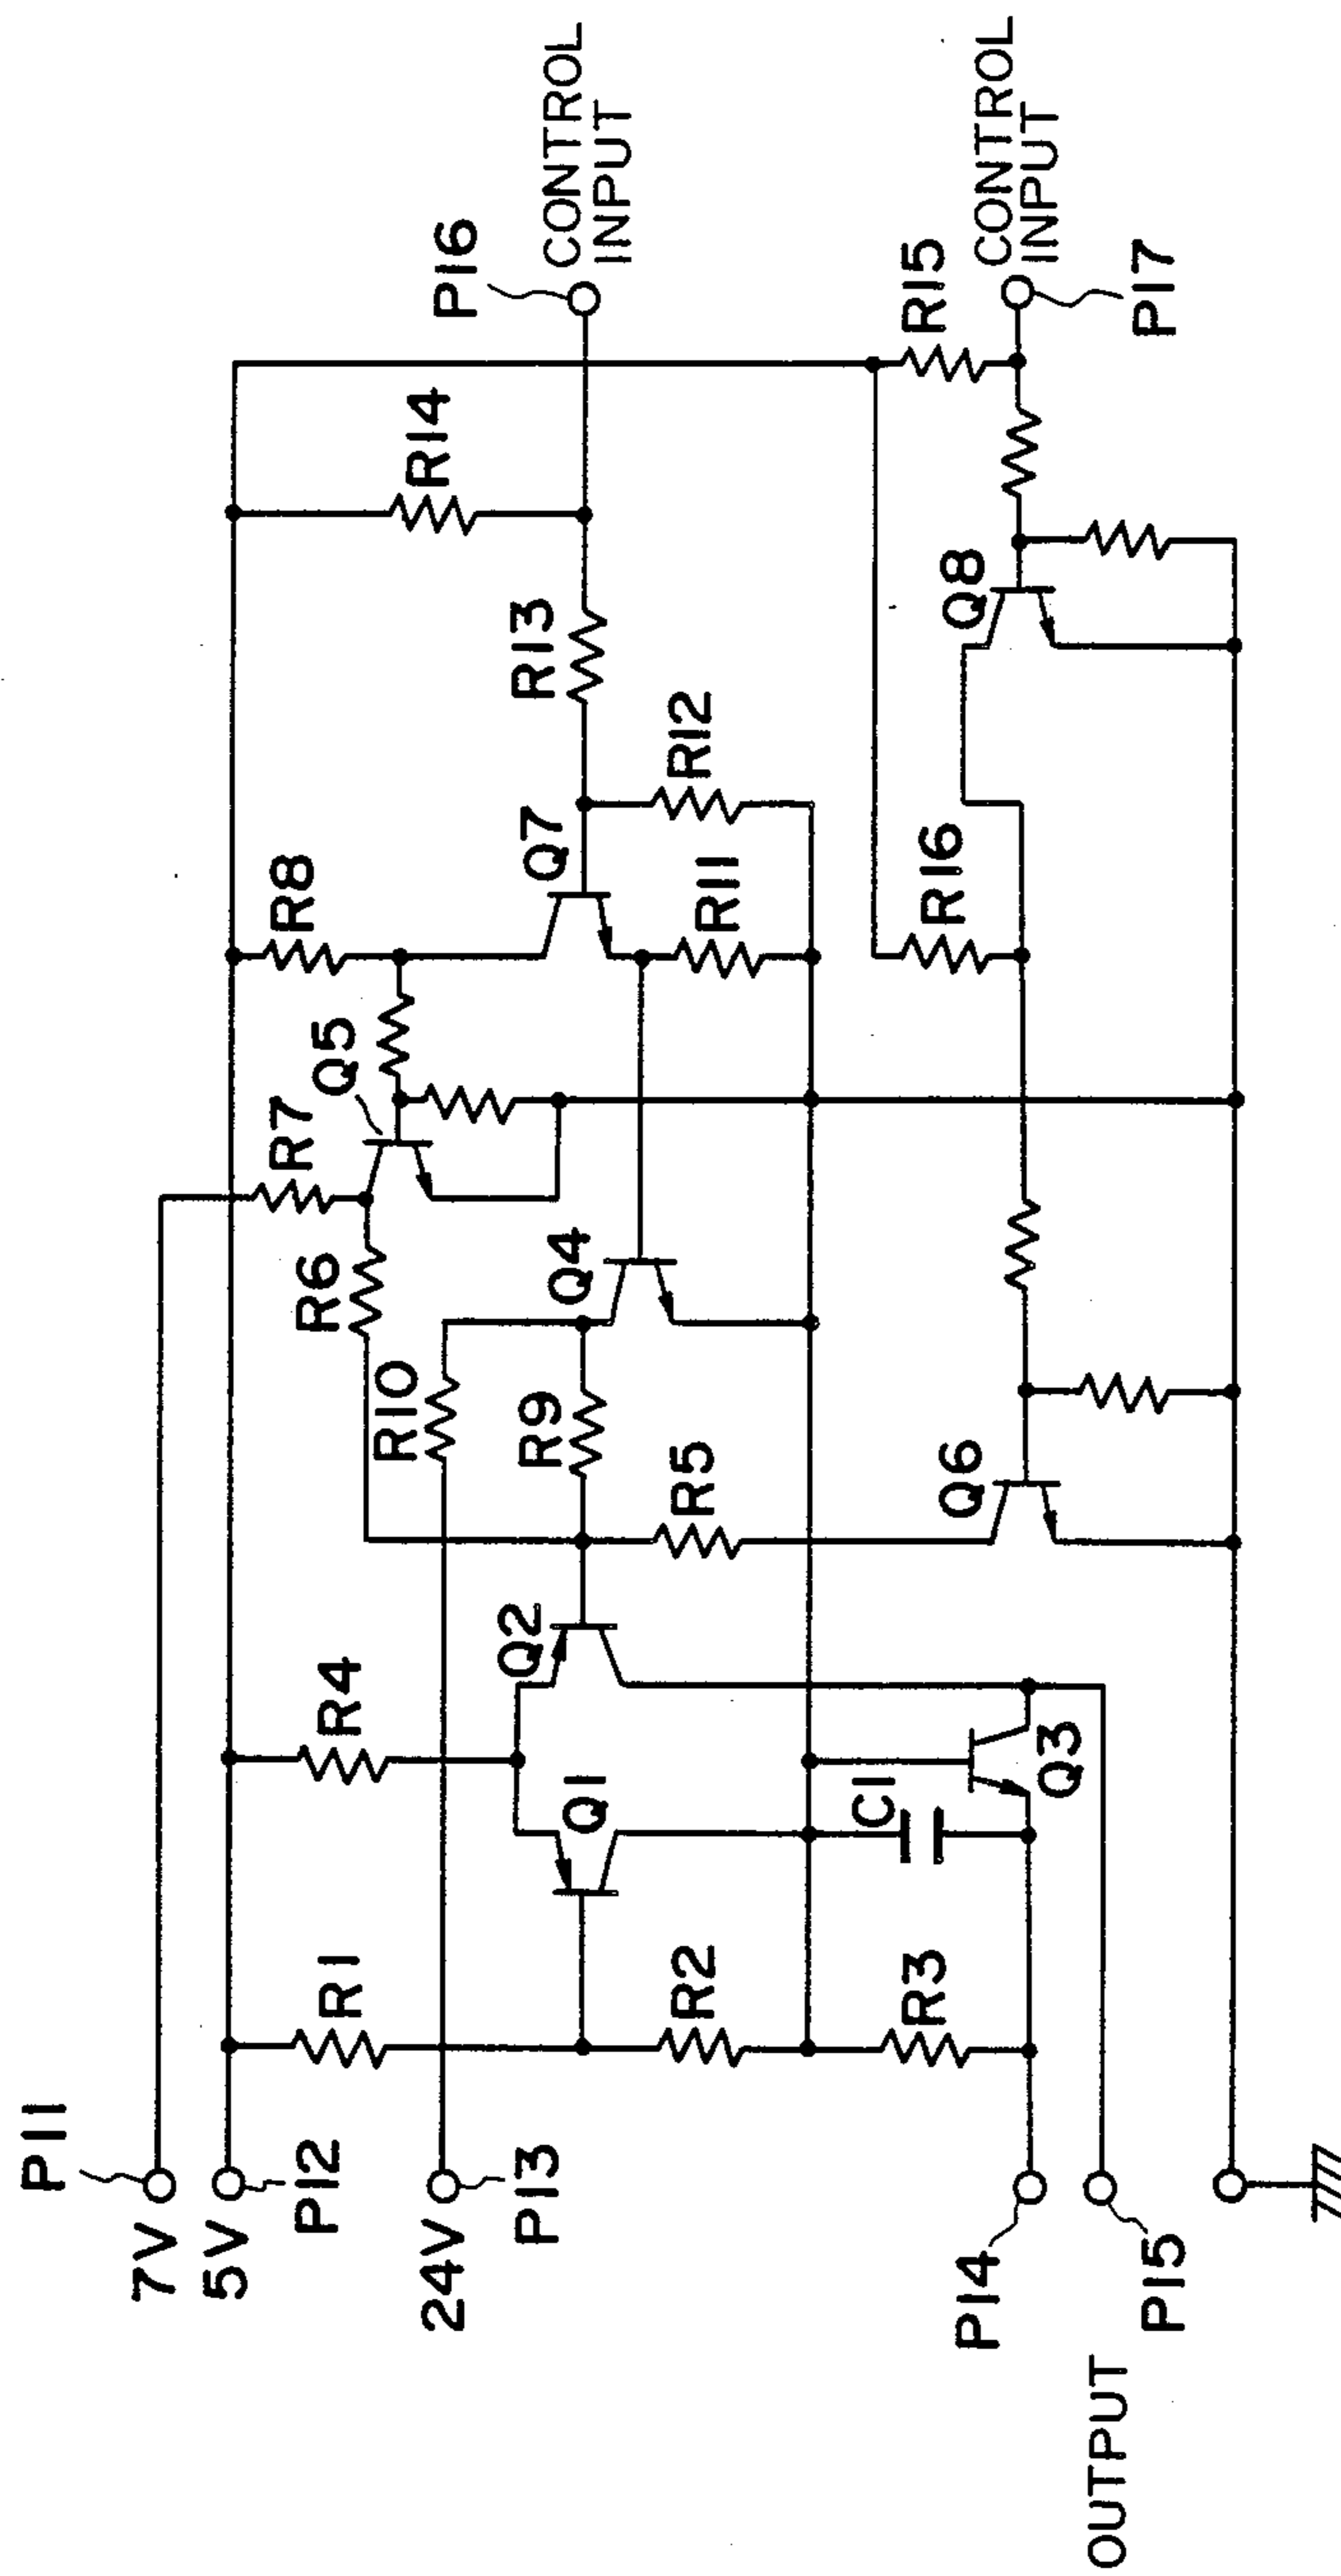 P11
7V
5V
P12
24V
P13
P14
P15
OUTPUT
R1
R2
R3
R4
Q1
Q2
C1
Q3
R10
R9
R5
Q6
R6
R7
Q5
Q4
R8
Q7
R11
R12
R13
R14
R16
Q8
R15
P16
CONTROL
INPUT
P17
CONTROL
INPUT